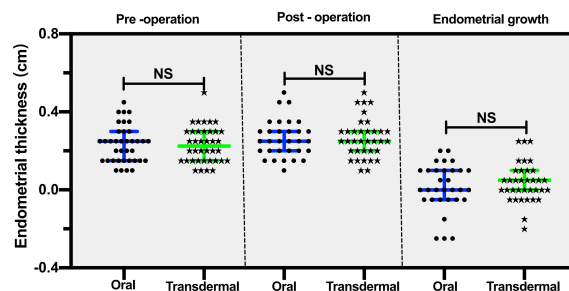 Pre -operation
Post - operation
Endometrial growth
Endometrial thickness (cm)
0.8
0.4
0.0
-0.4
NS
NS
NS
Oral
Transdermal
Oral
Transdermal
Oral
Transdermal